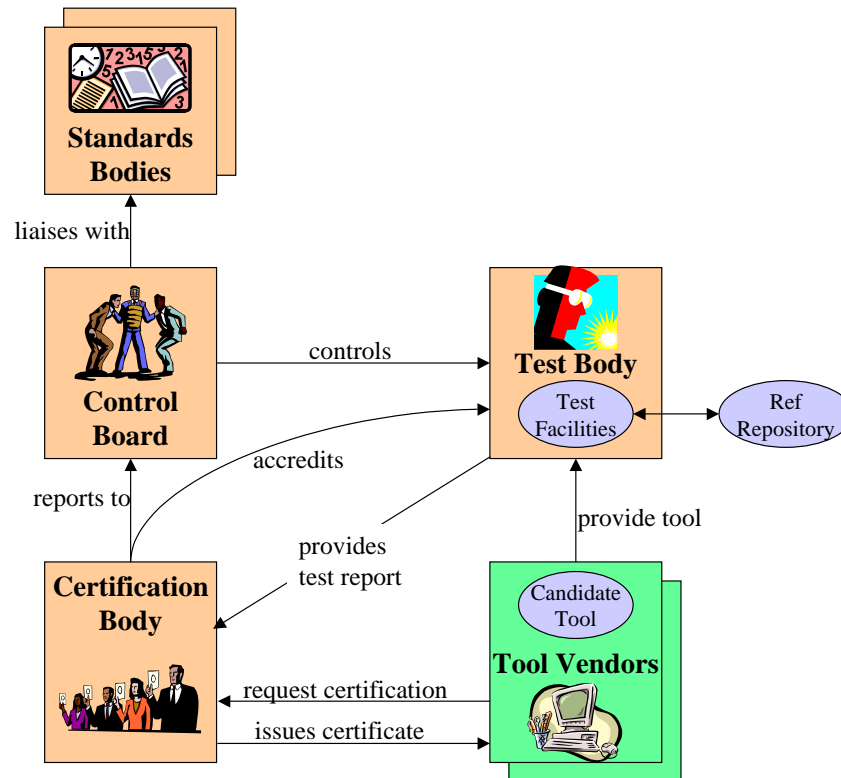 Standards
Bodies
liaises with
Control
Board
controls
Test Body
Test
Facilities
Ref
Repository
accredits
reports to
provides
test report
provide tool
Certification
Body
Candidate
Tool
Tool Vendors
request certification
issues certificate